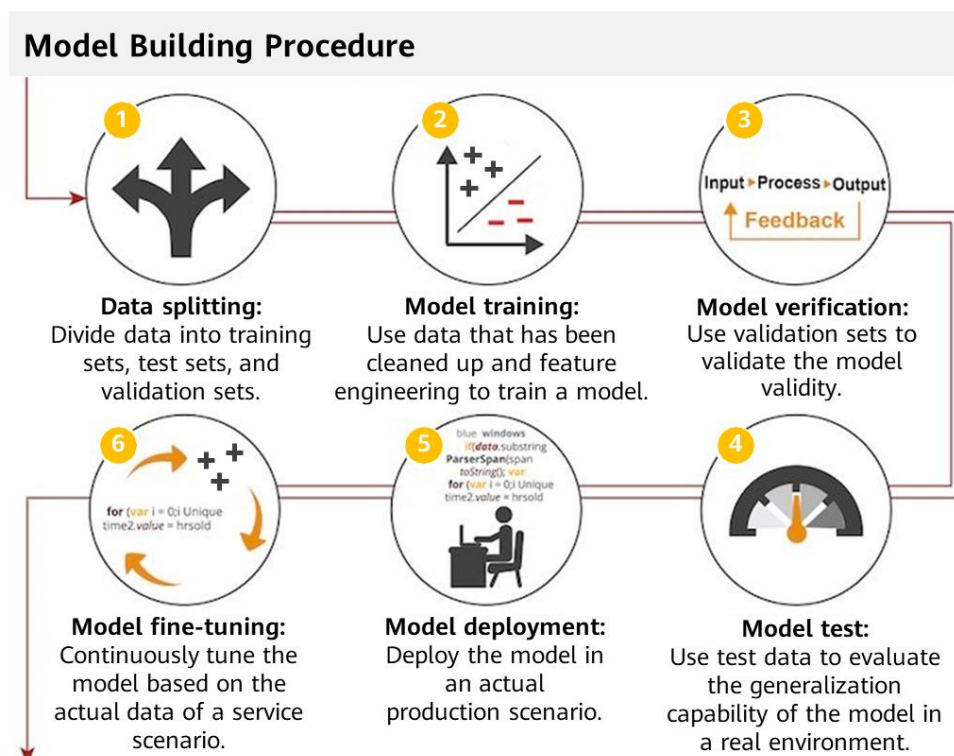 Model Building Procedure
1
Data splitting:
Divide data into training
sets, test sets, and
validation sets.
2
Model training:
Use data that has been
cleaned up and feature
engineering to train a model.
3
Input Process Output
Feedback
Model verification:
Use validation sets to
validate the model
validity.
4
Model test:
Use test data to evaluate
the generalization
capability of the model in
a real environment.
5
blue windows
if(data.substring
ParserSpan(span
toString(); var
for (var i = 0;i Unique
time2.value = hrsold
Model deployment:
Deploy the model in
an actual
production scenario.
6
for (var i = 0;i Unique
time2.value = hrsold
Model fine-tuning:
Continuously tune the
model based on the
actual data of a service
scenario.